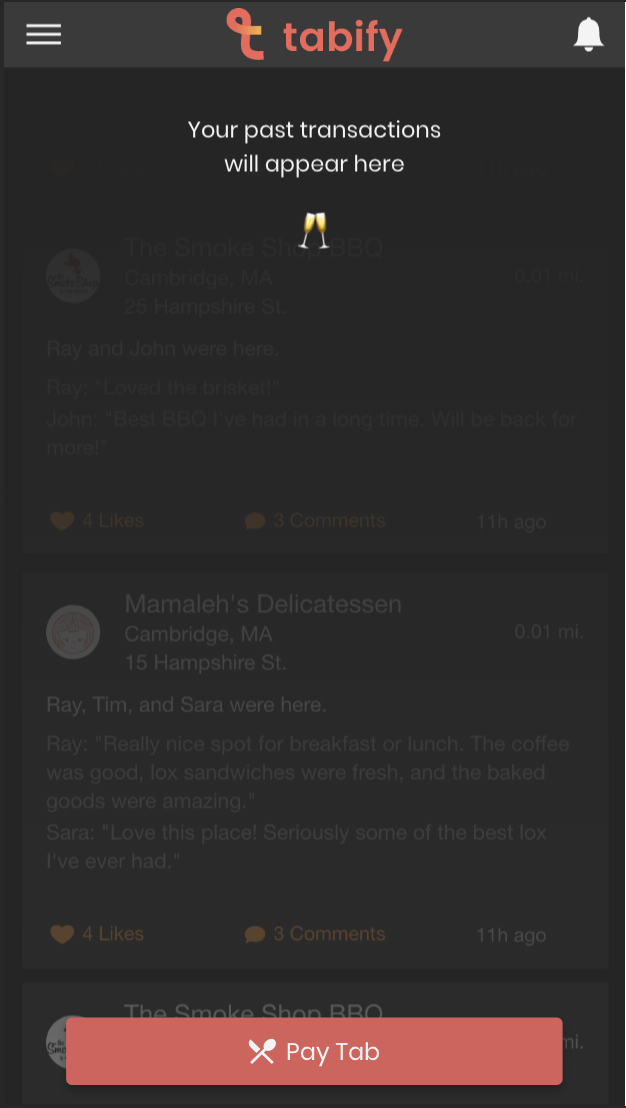 tabify
Your past transactions
will appear here
The Smoke Shop BBQ
Cambridge, MA
0.01 mi.
25 Hampshire St.
Ray and John were here.
Ray: "Loved the brisket!"
John: "Best BBQ I've had in a long time. Will be back for
more!"
4 Likes
3 Comments
11h ago
Mamaleh's Delicatessen
Cambridge, MA
0.01 mi.
15 Hampshire St.
Ray, Tim, and Sara were here.
Ray: "Really nice spot for breakfast or lunch. The coffee
was good, lox sandwiches were fresh, and the baked
goods were amazing."
Sara: "Love this place! Seriously some of the best lox
I've ever had."
4 Likes
3 Comments
11h ago
The Smoke Shop BBQ
mi.
Pay Tab